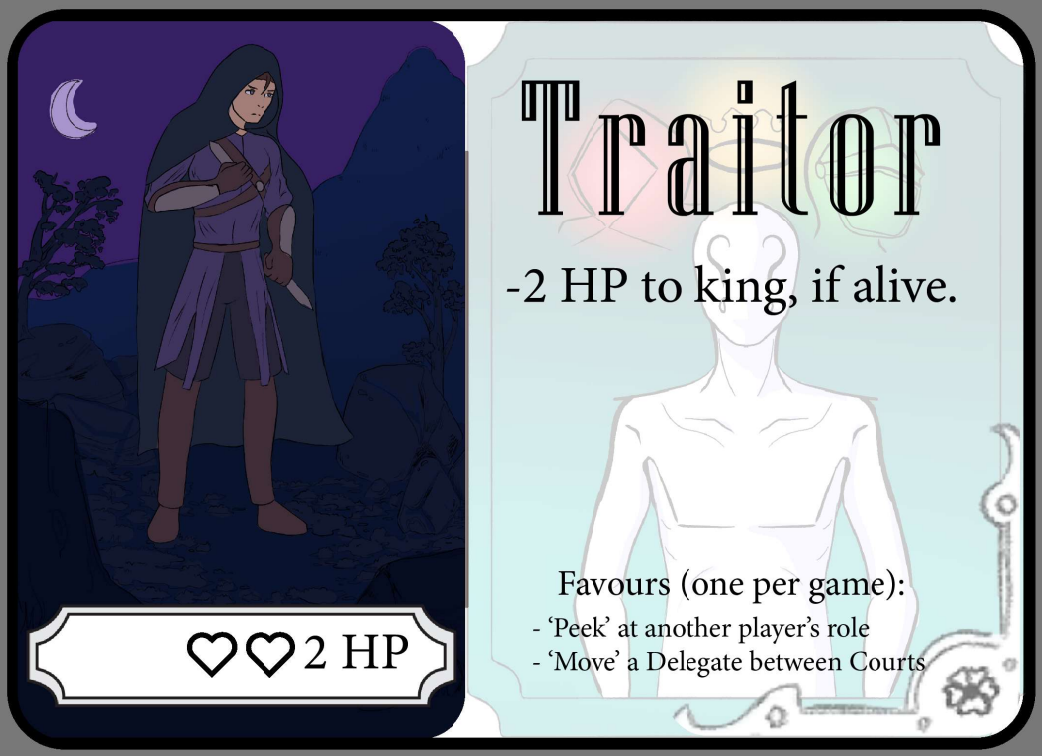 Traitor
-2 HP to king, if alive.
Favours (one per game):
- ‘Peek’ at another player’s role
- ‘Move’ a Delegate between Courts
2 HP